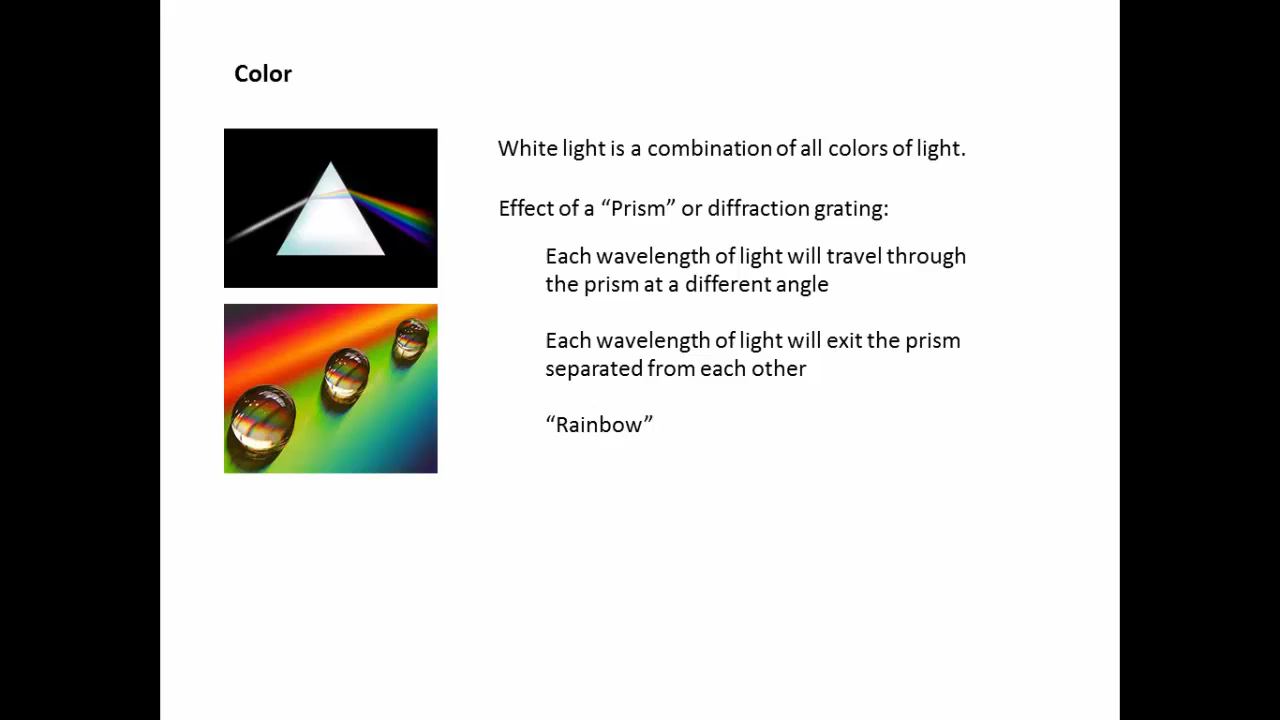 Color
White light is a combination of all colors of light.
Effect of a “Prism” or diffraction grating:
Each wavelength of light will travel through
the prism at a different angle
Each wavelength of light will exit the prism
separated from each other
“Rainbow”